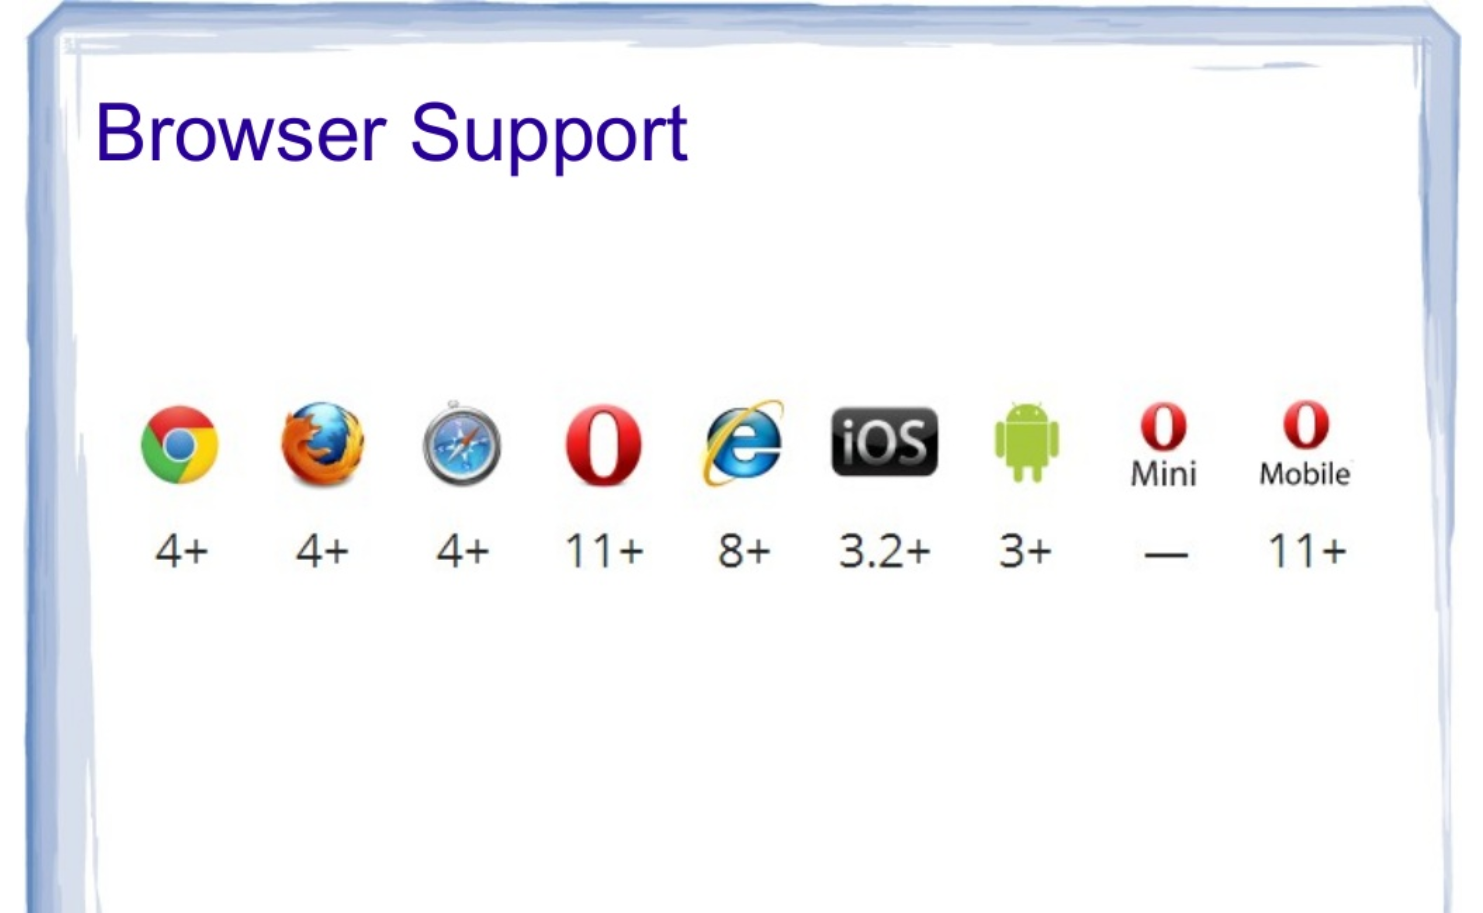 Browser Support
iOS
Mini
Mobile
4+ 4+ 4+ 11+ 8+ 3.2+ 3+ — 11+